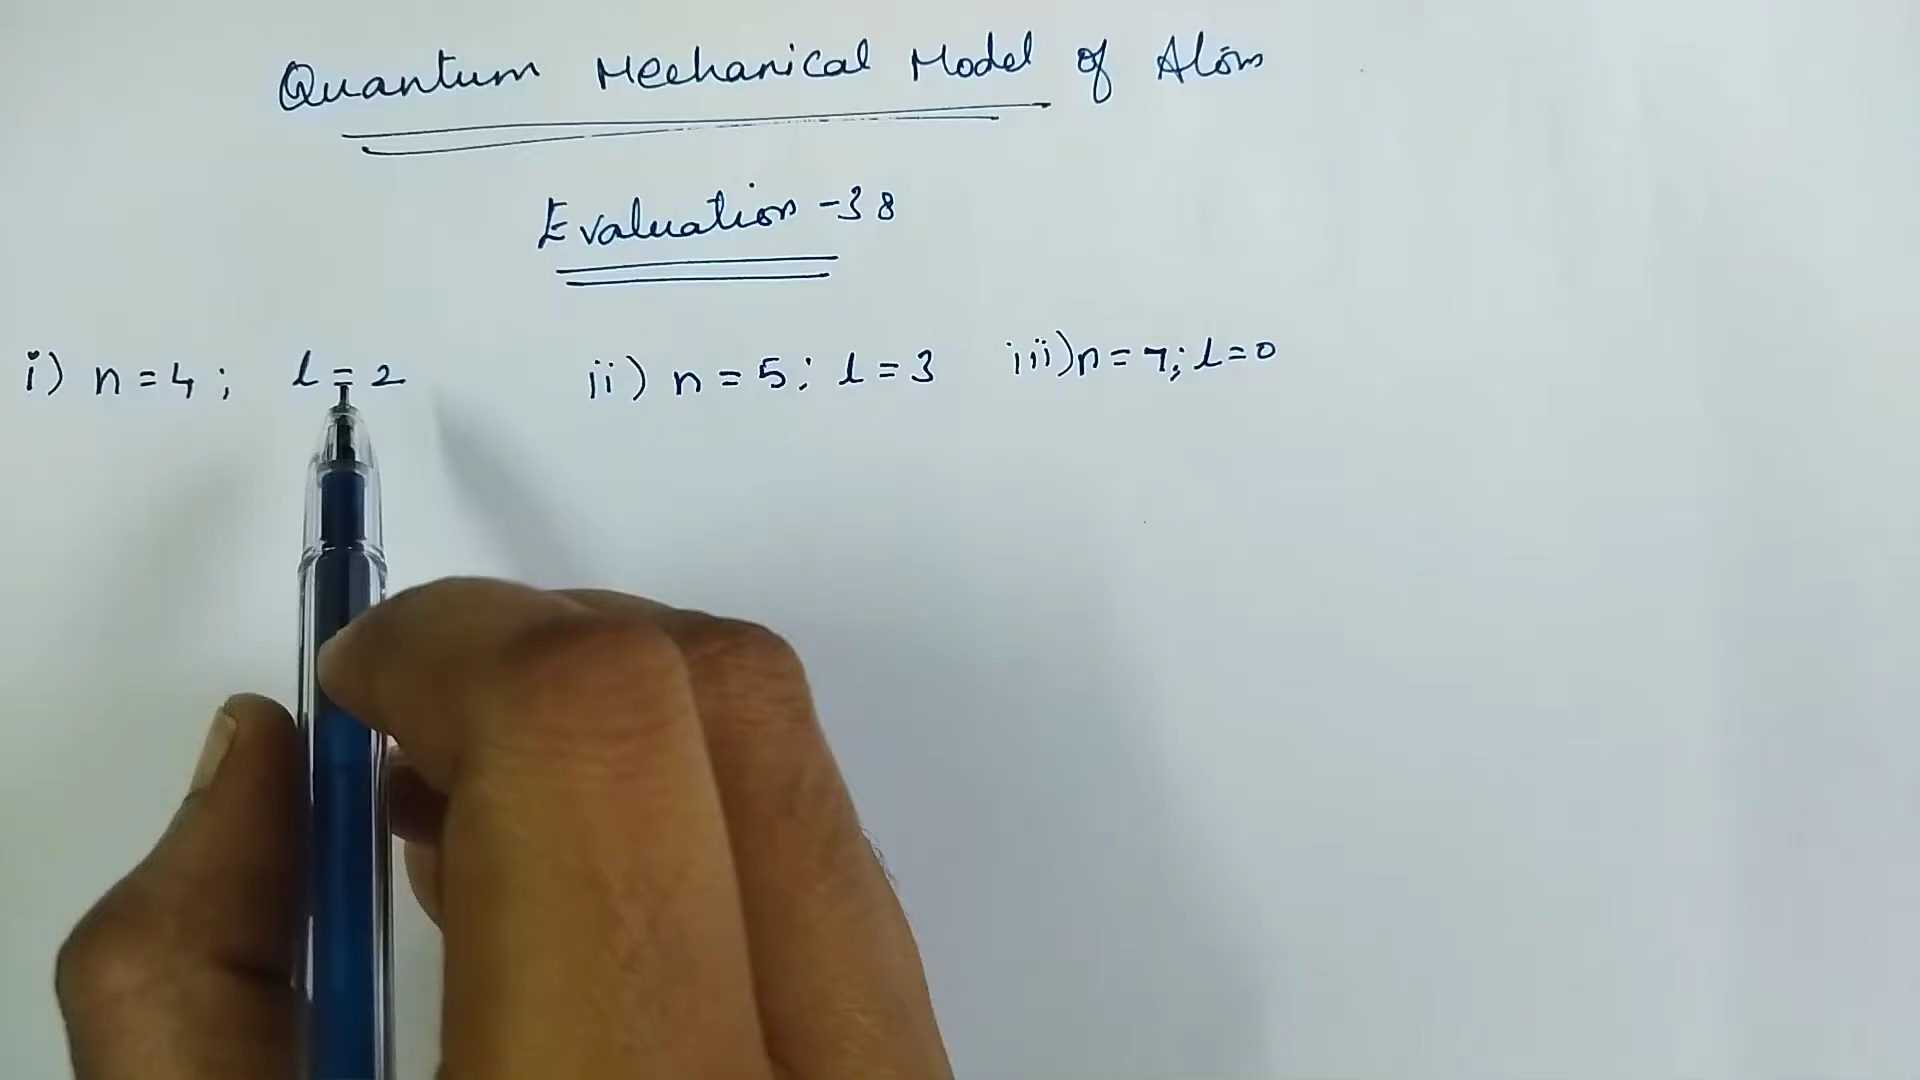 Quantum Mechanical Model of Atom
Evaluation -38
i) n = 4 ; l = 2 ii) n = 5 ; l = 3 iii) n = 7; l = 0